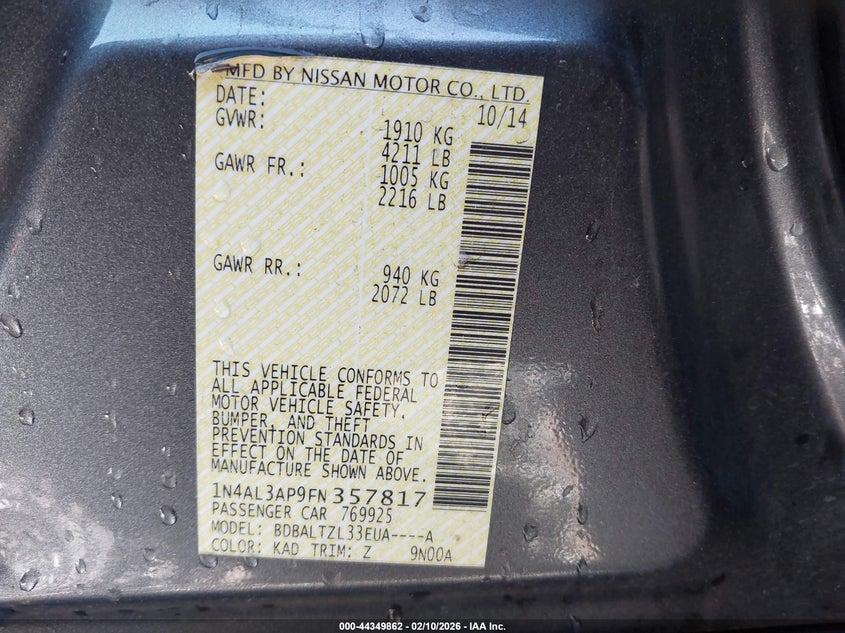 MFD BY NISSAN MOTOR CO., LTD.
DATE: 10/14
GVWR: 1910 KG
4211 LB
GAWR FR.: 1005 KG
2216 LB
GAWR RR.: 940 KG
2072 LB
THIS VEHICLE CONFORMS TO
ALL APPLICABLE FEDERAL
MOTOR VEHICLE SAFETY,
BUMPER, AND THEFT
PREVENTION STANDARDS IN
EFFECT ON THE DATE OF
MANUFACTURE SHOWN ABOVE.
1N4AL3AP9FN357817
PASSENGER CAR 769925
MODEL: BDBALTZL33EUA----A
COLOR: KAD TRIM: Z 9N00A
000-44349862 - 02/10/2026 - IAA Inc.